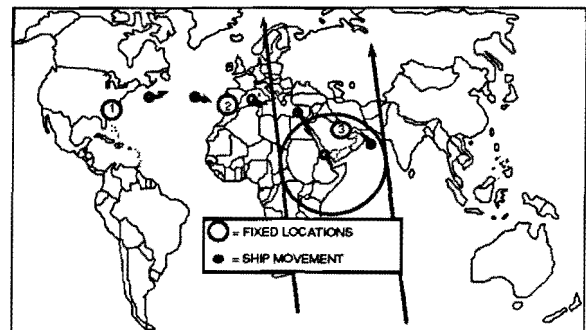 1
2
3
= FIXED LOCATIONS
= SHIP MOVEMENT